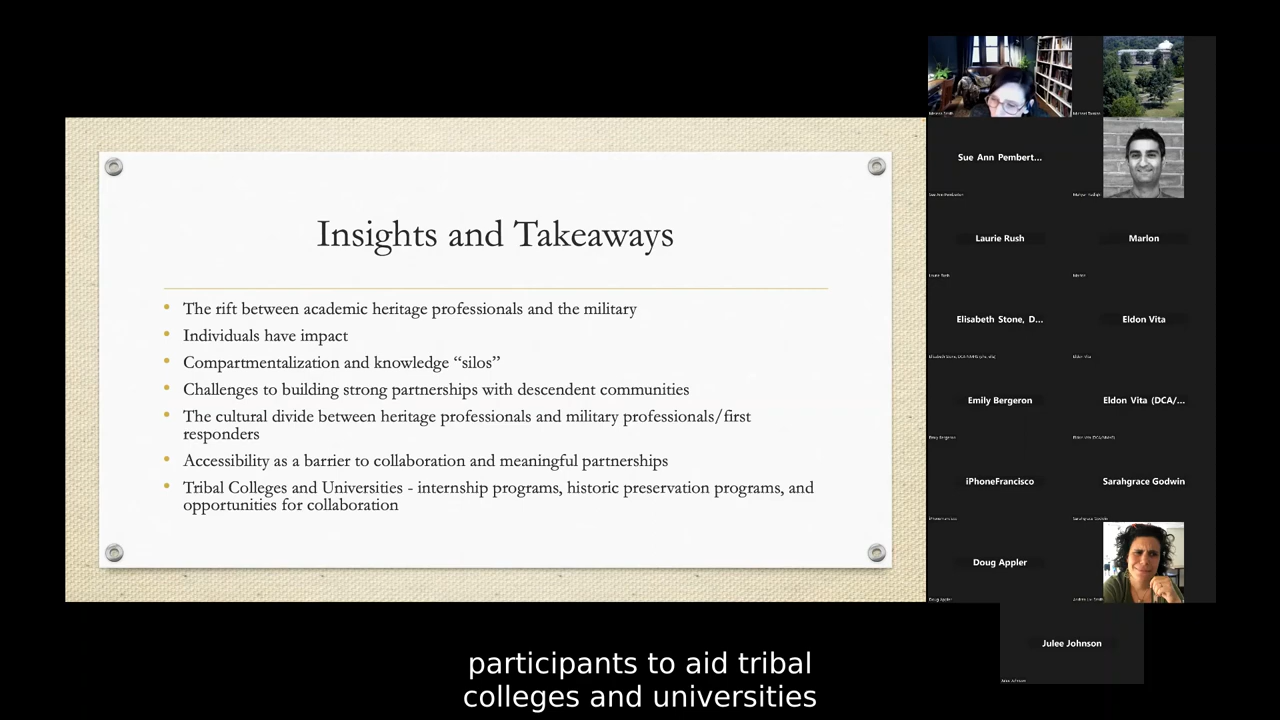 Insights and Takeaways
The rift between academic heritage professionals and the military
Individuals have impact
Compartmentalization and knowledge “silos”
Challenges to building strong partnerships with descendent communities
The cultural divide between heritage professionals and military professionals/first
responders
Accessibility as a barrier to collaboration and meaningful partnerships
Tribal Colleges and Universities - internship programs, historic preservation programs, and
opportunities for collaboration
Sue Ann Pembert...
Laurie Rush
Marlon
Elisabeth Stone, D...
Eldon Vita
Emily Bergeron
Eldon Vita (DCA/...
iPhoneFrancisco
Sarahgrace Godwin
Doug Appler
Julee Johnson
participants to aid tribal
colleges and universities